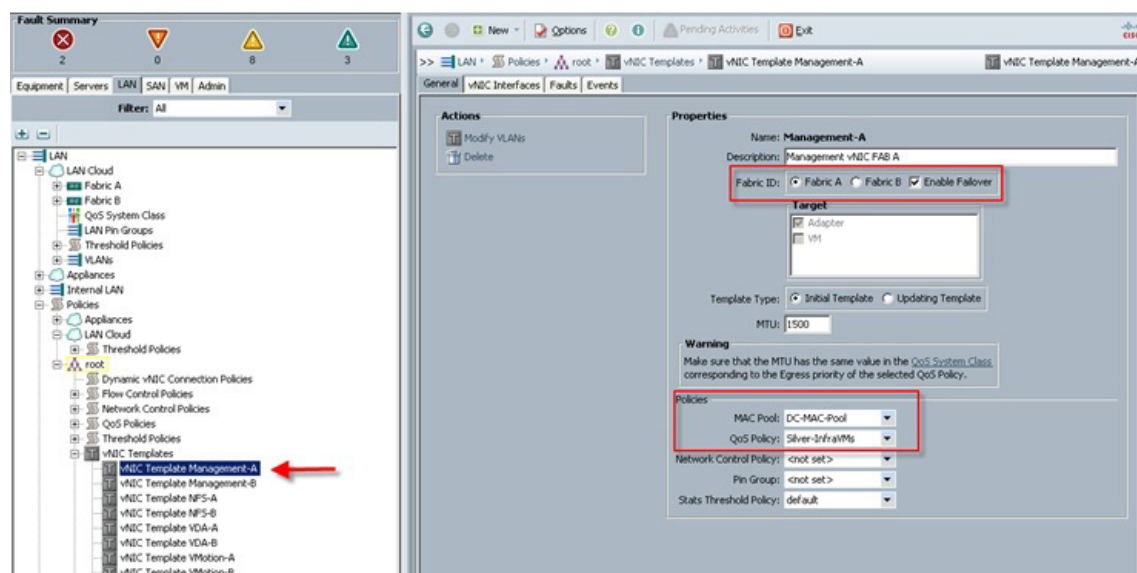 Fault Summary
2 0 8 3
Equipment Servers LAN SAN VM Admin
Filter: All
LAN
LAN Cloud
Fabric A
Fabric B
QoS System Class
LAN Pin Groups
Threshold Policies
VLANs
Appliances
Internal LAN
Policies
Appliances
LAN Cloud
Threshold Policies
root
Dynamic vNIC Connection Policies
Flow Control Policies
Network Control Policies
QoS Policies
Threshold Policies
vNIC Templates
vNIC Template Management-A
vNIC Template Management-B
vNIC Template NFS-A
vNIC Template NFS-B
vNIC Template VDA-A
vNIC Template VDA-B
vNIC Template VMotion-A
vNIC Template VMotion-B
New Options Pending Activities Exit
>> LAN Policies root vNIC Templates vNIC Template Management-A vNIC Template Management-A
General vNIC Interfaces Faults Events
Actions
Modify VLANs
Delete
Properties
Name: Management-A
Description: Management vNIC FAB A
Fabric ID: Fabric A Fabric B Enable Failover
Target
Adapter
VM
Template Type: Initial Template Updating Template
MTU: 1500
Warning
Make sure that the MTU has the same value in the QoS System Class
corresponding to the Egress priority of the selected QoS Policy.
Policies
MAC Pool: DC-MAC-Pool
QoS Policy: Silver-InfraVMs
Network Control Policy: <not set>
Pin Group: <not set>
Stats Threshold Policy: default